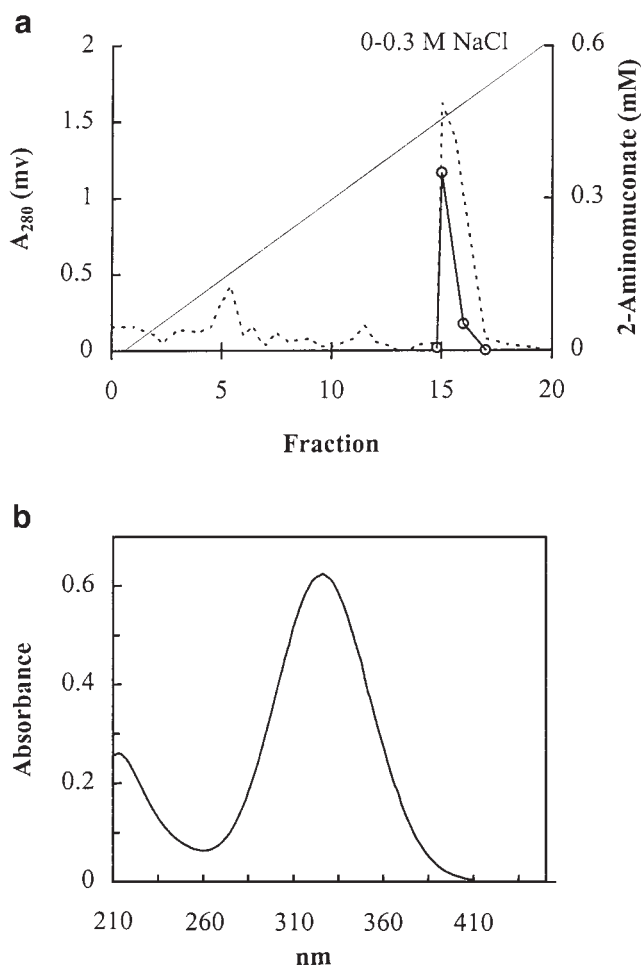 a
0-0.3 M NaCl
2
1.5
1
0.5
0
A280 (mv)
0.6
0.3
0
2-Aminomuconate (mM)
0 5 10 15 20
Fraction
b
0.6
0.4
0.2
0
Absorbance
210 260 310 360 410
nm